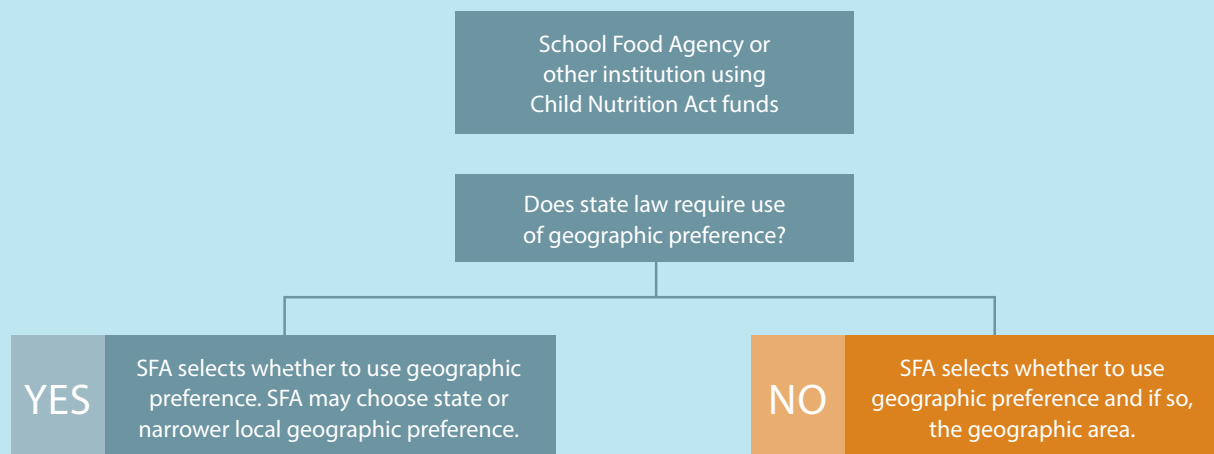 School Food Agency or
other institution using
Child Nutrition Act funds
Does state law require use
of geographic preference?
YES
SFA selects whether to use geographic
preference. SFA may choose state or
narrower local geographic preference.
NO
SFA selects whether to use
geographic preference and if so,
the geographic area.